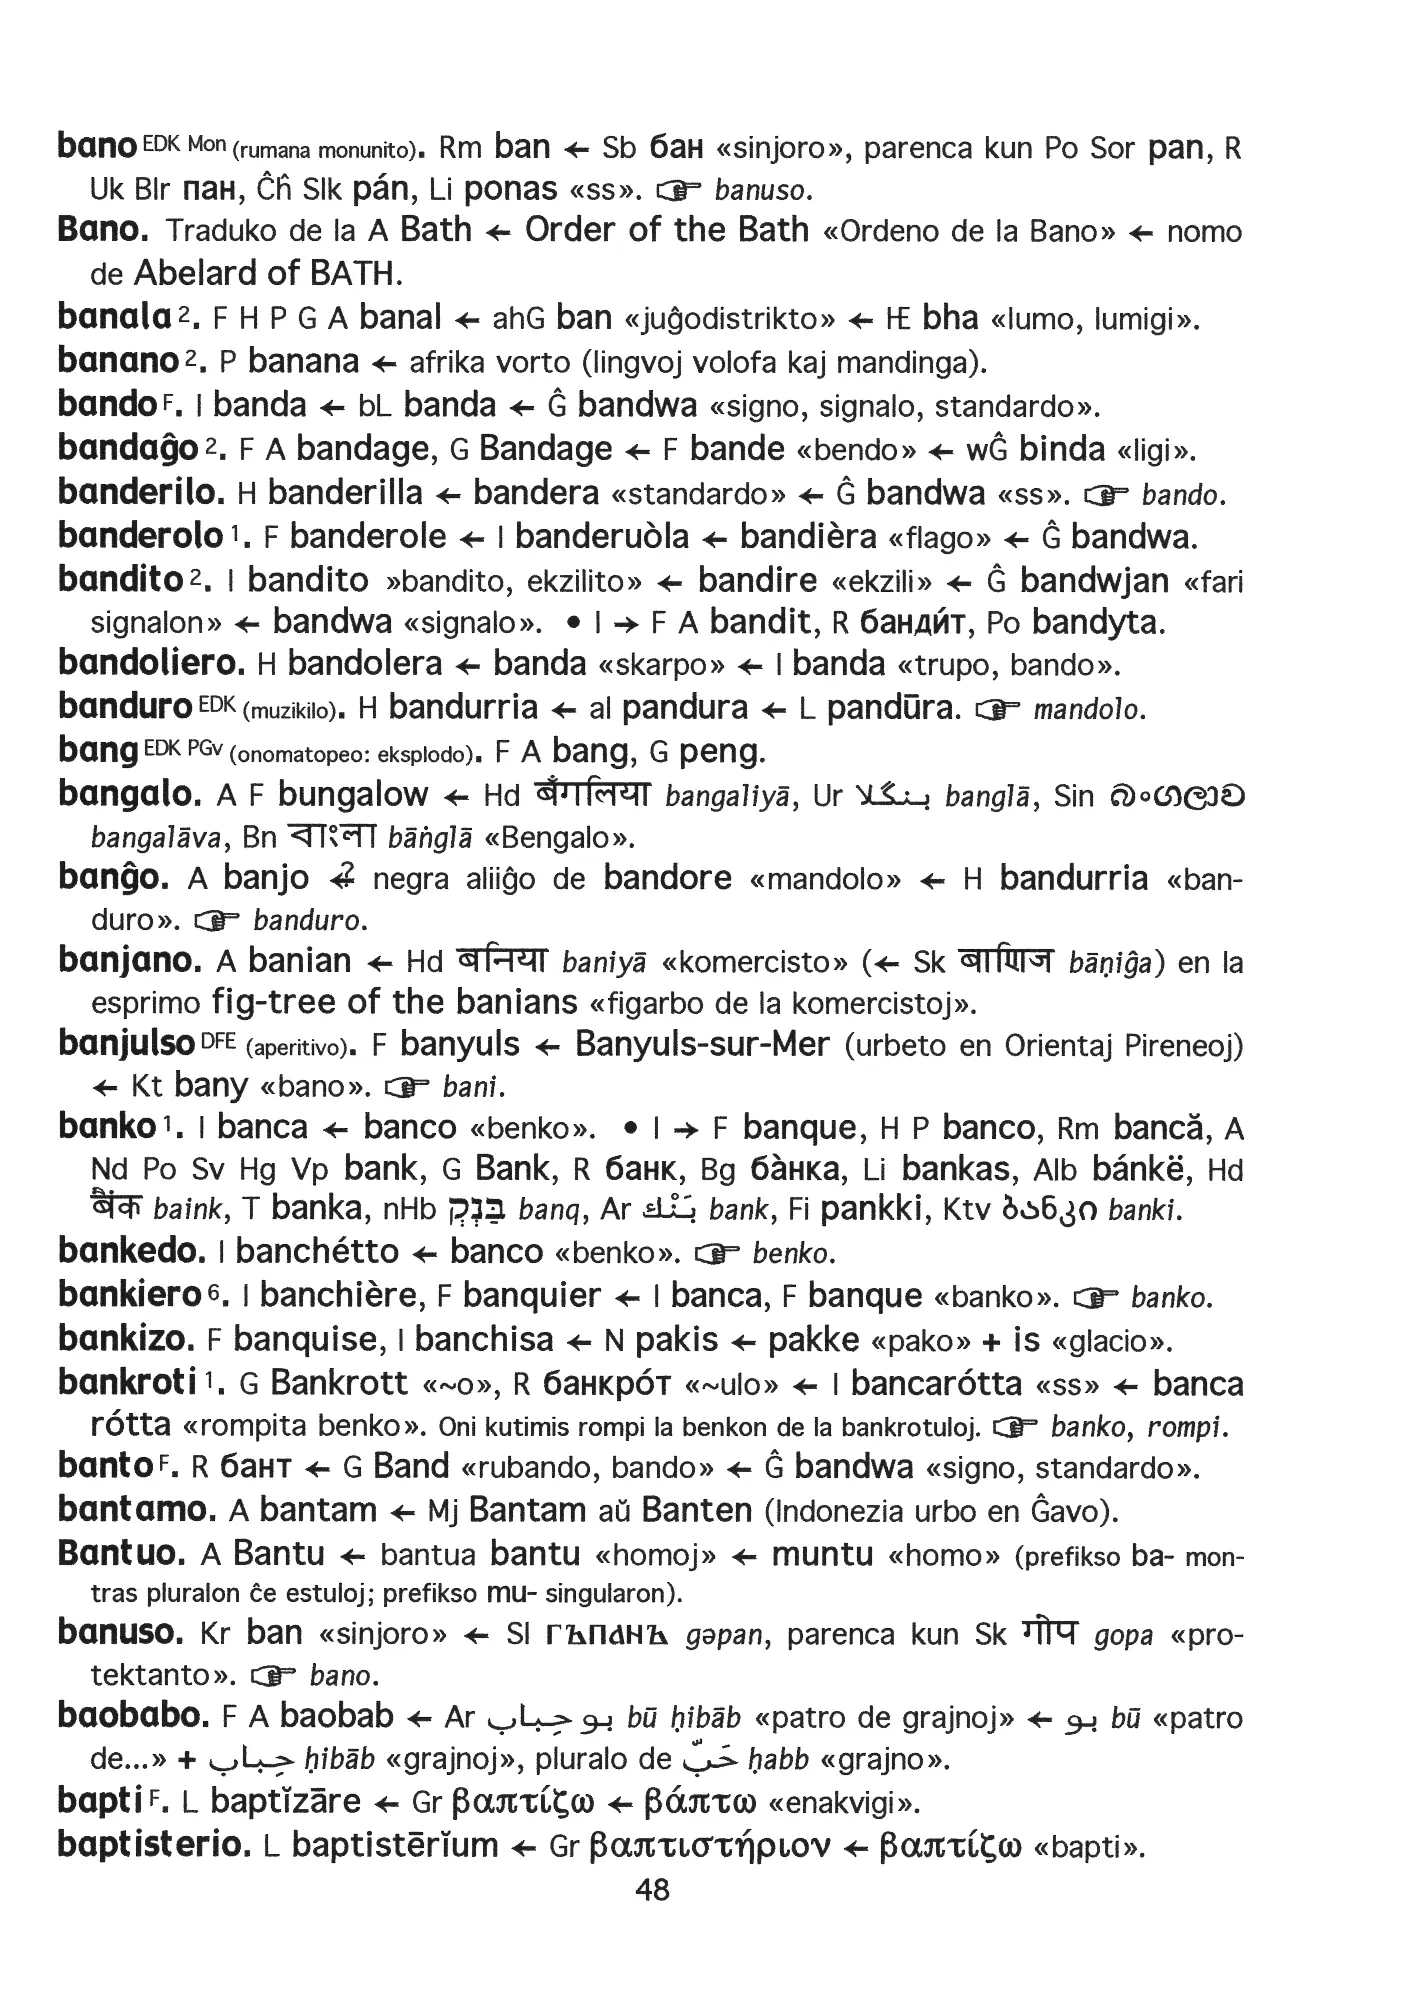 bano EDK Mon (rumana monunito). Rm ban ← Sb бан «sinjoro», parenca kun Po Sor pan, R
Uk Blr пан, Ĉĥ Slk pán, Li ponas «ss». ☞ banuso.
Bano. Traduko de la A Bath ← Order of the Bath «Ordeno de la Bano» ← nomo
de Abelard of BATH.
banala 2. F H P G A banal ← ahG ban «juĝodistrikto» ← IE bha «lumo, lumigi».
banano 2. P banana ← afrika vorto (lingvoj volofa kaj mandinga).
bando F. I banda ← bL banda ← Ĝ bandwa «signo, signalo, standardo».
bandaĝo 2. F A bandage, G Bandage ← F bande «bendo» ← wĜ binda «ligi».
banderilo. H banderilla ← bandera «standardo» ← Ĝ bandwa «ss». ☞ bando.
banderolo 1. F banderole ← I banderuòla ← bandièra «flago» ← Ĝ bandwa.
bandito 2. I bandito »bandito, ekzilito» ← bandire «ekzili» ← Ĝ bandwjan «fari
signalon» ← bandwa «signalo». • I → F A bandit, R банди́т, Po bandyta.
bandoliero. H bandolera ← banda «skarpo» ← I banda «trupo, bando».
banduro EDK (muzikilo). H bandurria ← al pandura ← L pandūra. ☞ mandolo.
bang EDK PGv (onomatopeo: eksplodo). F A bang, G peng.
bangalo. A F bungalow ← Hd बँगलिया bangaliyā, Ur بنگلا banglā, Sin බංගලාව
bangalāva, Bn বাংলা bāṅglā «Bengalo».
banĝo. A banjo ←? negra aliiĝo de bandore «mandolo» ← H bandurria «ban-
duro». ☞ banduro.
banjano. A banian ← Hd बनिया baniyā «komercisto» (← Sk बाणिज bāṇiĝa) en la
esprimo fig-tree of the banians «figarbo de la komercistoj».
banjulso DFE (aperitivo). F banyuls ← Banyuls-sur-Mer (urbeto en Orientaj Pireneoj)
← Kt bany «bano». ☞ bani.
banko 1. I banca ← banco «benko». • I → F banque, H P banco, Rm bancă, A
Nd Po Sv Hg Vp bank, G Bank, R банк, Bg ба̀нка, Li bankas, Alb bánkë, Hd
बैंक baink, T banka, nHb בַּנְק banq, Ar بَنْك bank, Fi pankki, Ktv ბანკი banki.
bankedo. I banchétto ← banco «benko». ☞ benko.
bankiero 6. I banchière, F banquier ← I banca, F banque «banko». ☞ banko.
bankizo. F banquise, I banchisa ← N pakis ← pakke «pako» + is «glacio».
bankroti 1. G Bankrott «~o», R банкро́т «~ulo» ← I bancarótta «ss» ← banca
rótta «rompita benko». Oni kutimis rompi la benkon de la bankrotuloj. ☞ banko, rompi.
banto F. R бант ← G Band «rubando, bando» ← Ĝ bandwa «signo, standardo».
bantamo. A bantam ← Mj Bantam aŭ Banten (Indonezia urbo en Ĝavo).
Bantuo. A Bantu ← bantua bantu «homoj» ← muntu «homo» (prefikso ba- mon-
tras pluralon ĉe estuloj; prefikso mu- singularon).
banuso. Kr ban «sinjoro» ← Sl гъпанъ gəpan, parenca kun Sk गोप gopa «pro-
tektanto». ☞ bano.
baobabo. F A baobab ← Ar بو حِباب bū ḥibāb «patro de grajnoj» ← بو bū «patro
de...» + حِباب ḥibāb «grajnoj», pluralo de حَبّ ḥabb «grajno».
bapti F. L baptĭzāre ← Gr βαπτίζω ← βάπτω «enakvigi».
baptisterio. L baptistērĭum ← Gr βαπτιστήριον ← βαπτίζω «bapti».
48